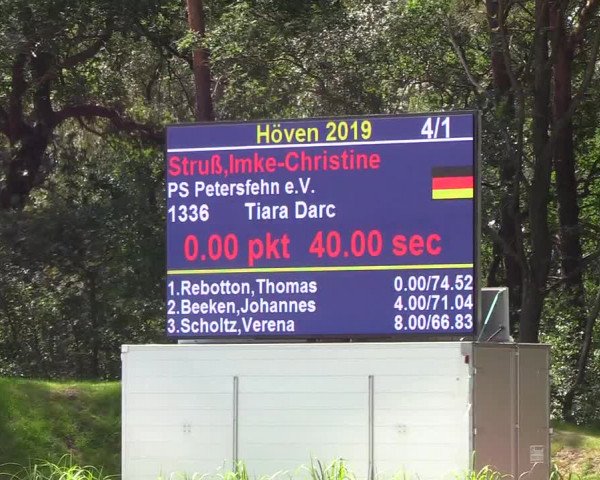 Höven 2019 4/1
Struß,Imke-Christine
PS Petersfehn e.V.
1336 Tiara Darc
0.00 pkt 40.00 sec
1.Rebotton,Thomas 0.00/74.52
2.Beeken,Johannes 4.00/71.04
3.Scholtz,Verena 8.00/66.83